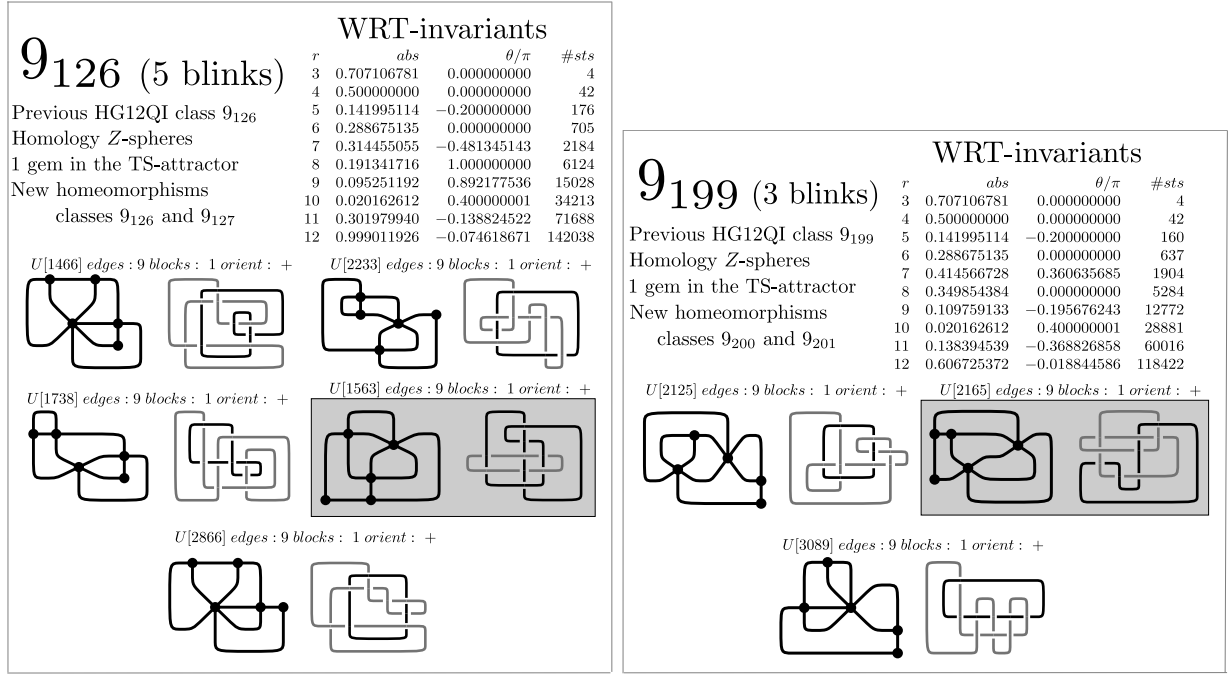 WRT-invariants
9126 (5 blinks)
r abs θ/π #sts
3 0.707106781 0.000000000 4
4 0.500000000 0.000000000 42
5 0.141995114 −0.200000000 176
6 0.288675135 0.000000000 705
7 0.314455055 −0.481345143 2184
8 0.191341716 1.000000000 6124
9 0.095251192 0.892177536 15028
10 0.020162612 0.400000001 34213
11 0.301979940 −0.138824522 71688
12 0.999011926 −0.074618671 142038
Previous HG12QI class 9126
Homology Z-spheres
1 gem in the TS-attractor
New homeomorphisms
classes 9126 and 9127
U[1466] edges : 9 blocks : 1 orient : +
U[2233] edges : 9 blocks : 1 orient : +
U[1738] edges : 9 blocks : 1 orient : +
U[1563] edges : 9 blocks : 1 orient : +
U[2866] edges : 9 blocks : 1 orient : +
WRT-invariants
9199 (3 blinks)
r abs θ/π #sts
3 0.707106781 0.000000000 4
4 0.500000000 0.000000000 42
5 0.141995114 −0.200000000 160
6 0.288675135 0.000000000 637
7 0.414566728 0.360635685 1904
8 0.349854384 0.000000000 5284
9 0.109759133 −0.195676243 12772
10 0.020162612 0.400000001 28881
11 0.138394539 −0.368826858 60016
12 0.606725372 −0.018844586 118422
Previous HG12QI class 9199
Homology Z-spheres
1 gem in the TS-attractor
New homeomorphisms
classes 9200 and 9201
U[2125] edges : 9 blocks : 1 orient : +
U[2165] edges : 9 blocks : 1 orient : +
U[3089] edges : 9 blocks : 1 orient : +